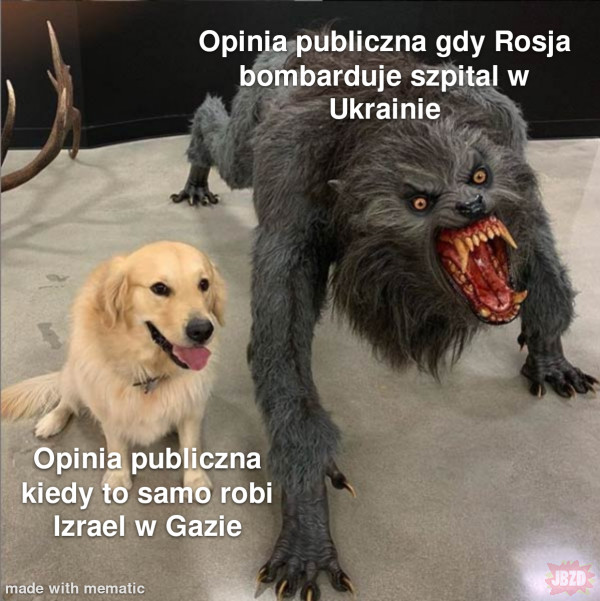 Opinia publiczna gdy Rosja
bombarduje szpital w
Ukrainie
Opinia publiczna
kiedy to samo robi
Izrael w Gazie
made with mematic
JBZD